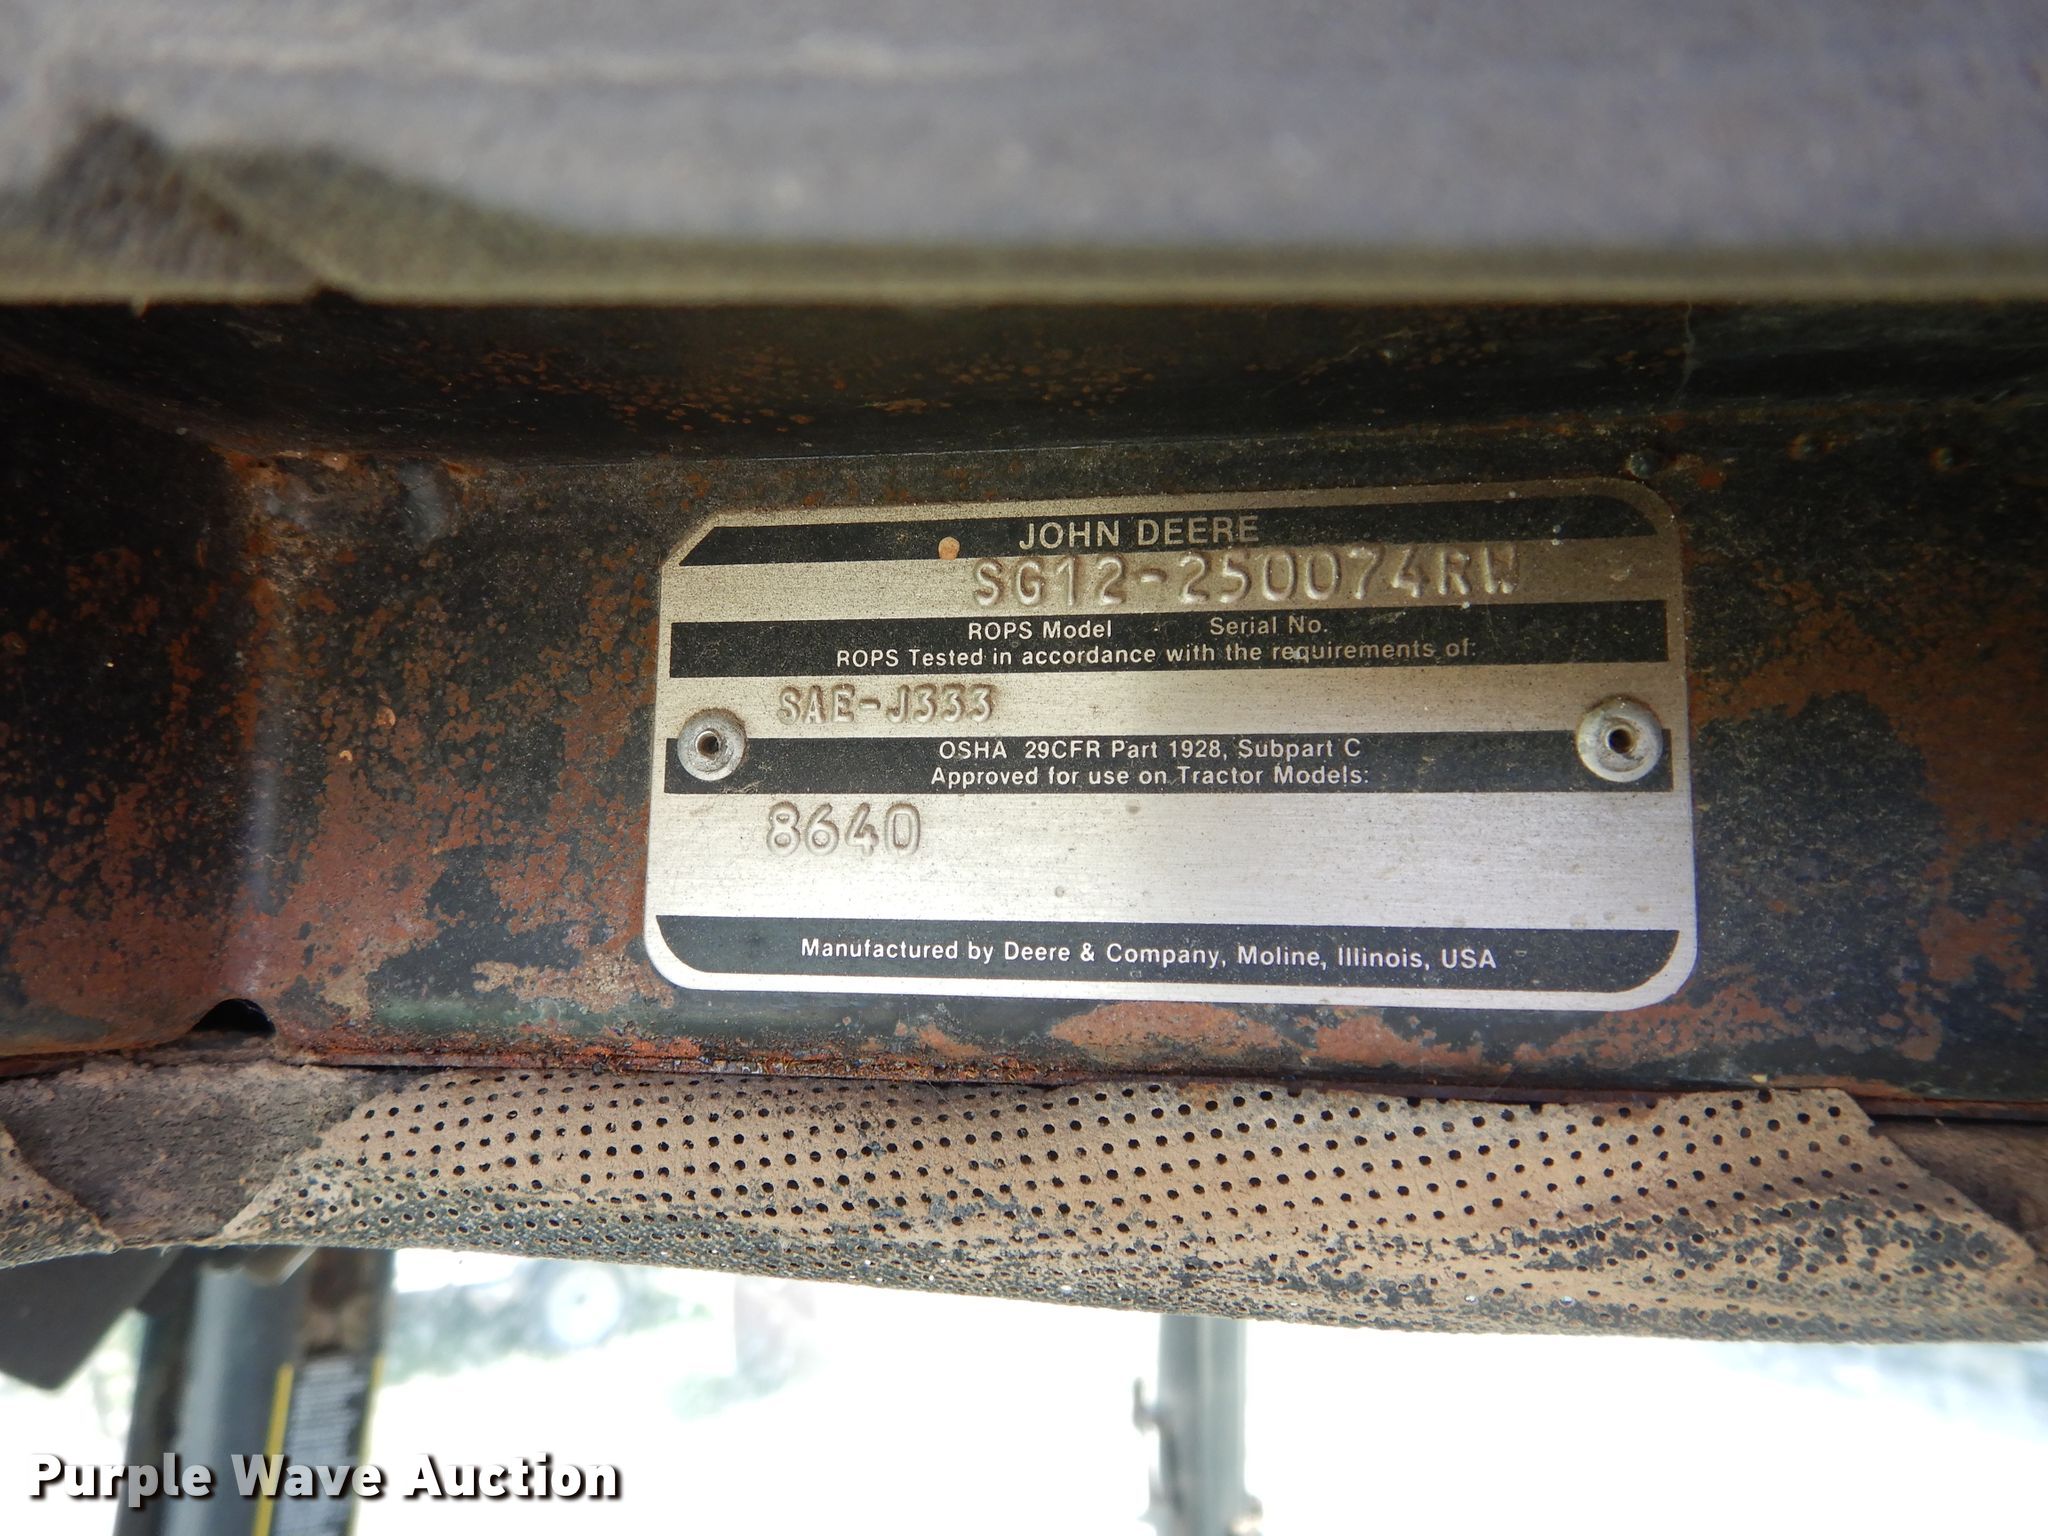 JOHN DEERE
SG12-250074RW
ROPS Model Serial No.
ROPS Tested in accordance with the requirements of:
SAE-J333
OSHA 29CFR Part 1928, Subpart C
Approved for use on Tractor Models:
8640
Manufactured by Deere & Company, Moline, Illinois, USA
Purple Wave Auction